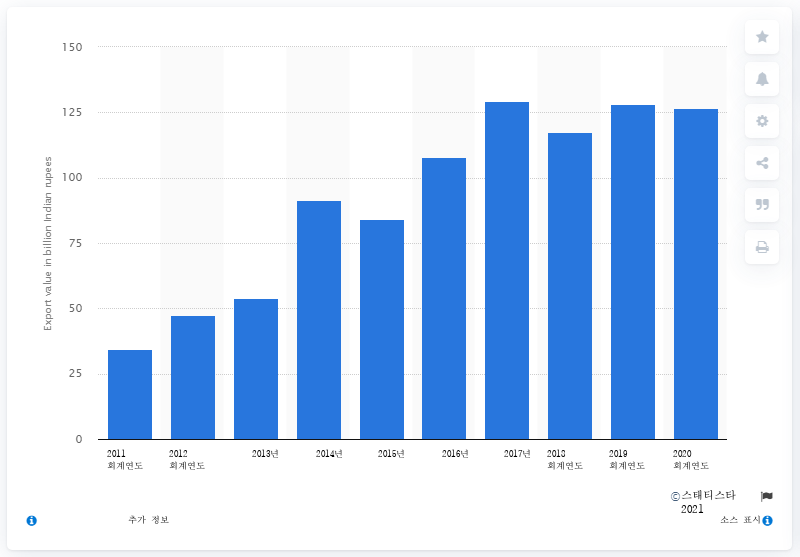 150
125
100
75
50
25
0
Export value in billion Indian rupees
2011 회계연도
2012 회계연도
2013년
2014년
2015년
2016년
2017년
2018 회계연도
2019 회계연도
2020 회계연도
©스태티스타 2021
추가 정보
소스 표시